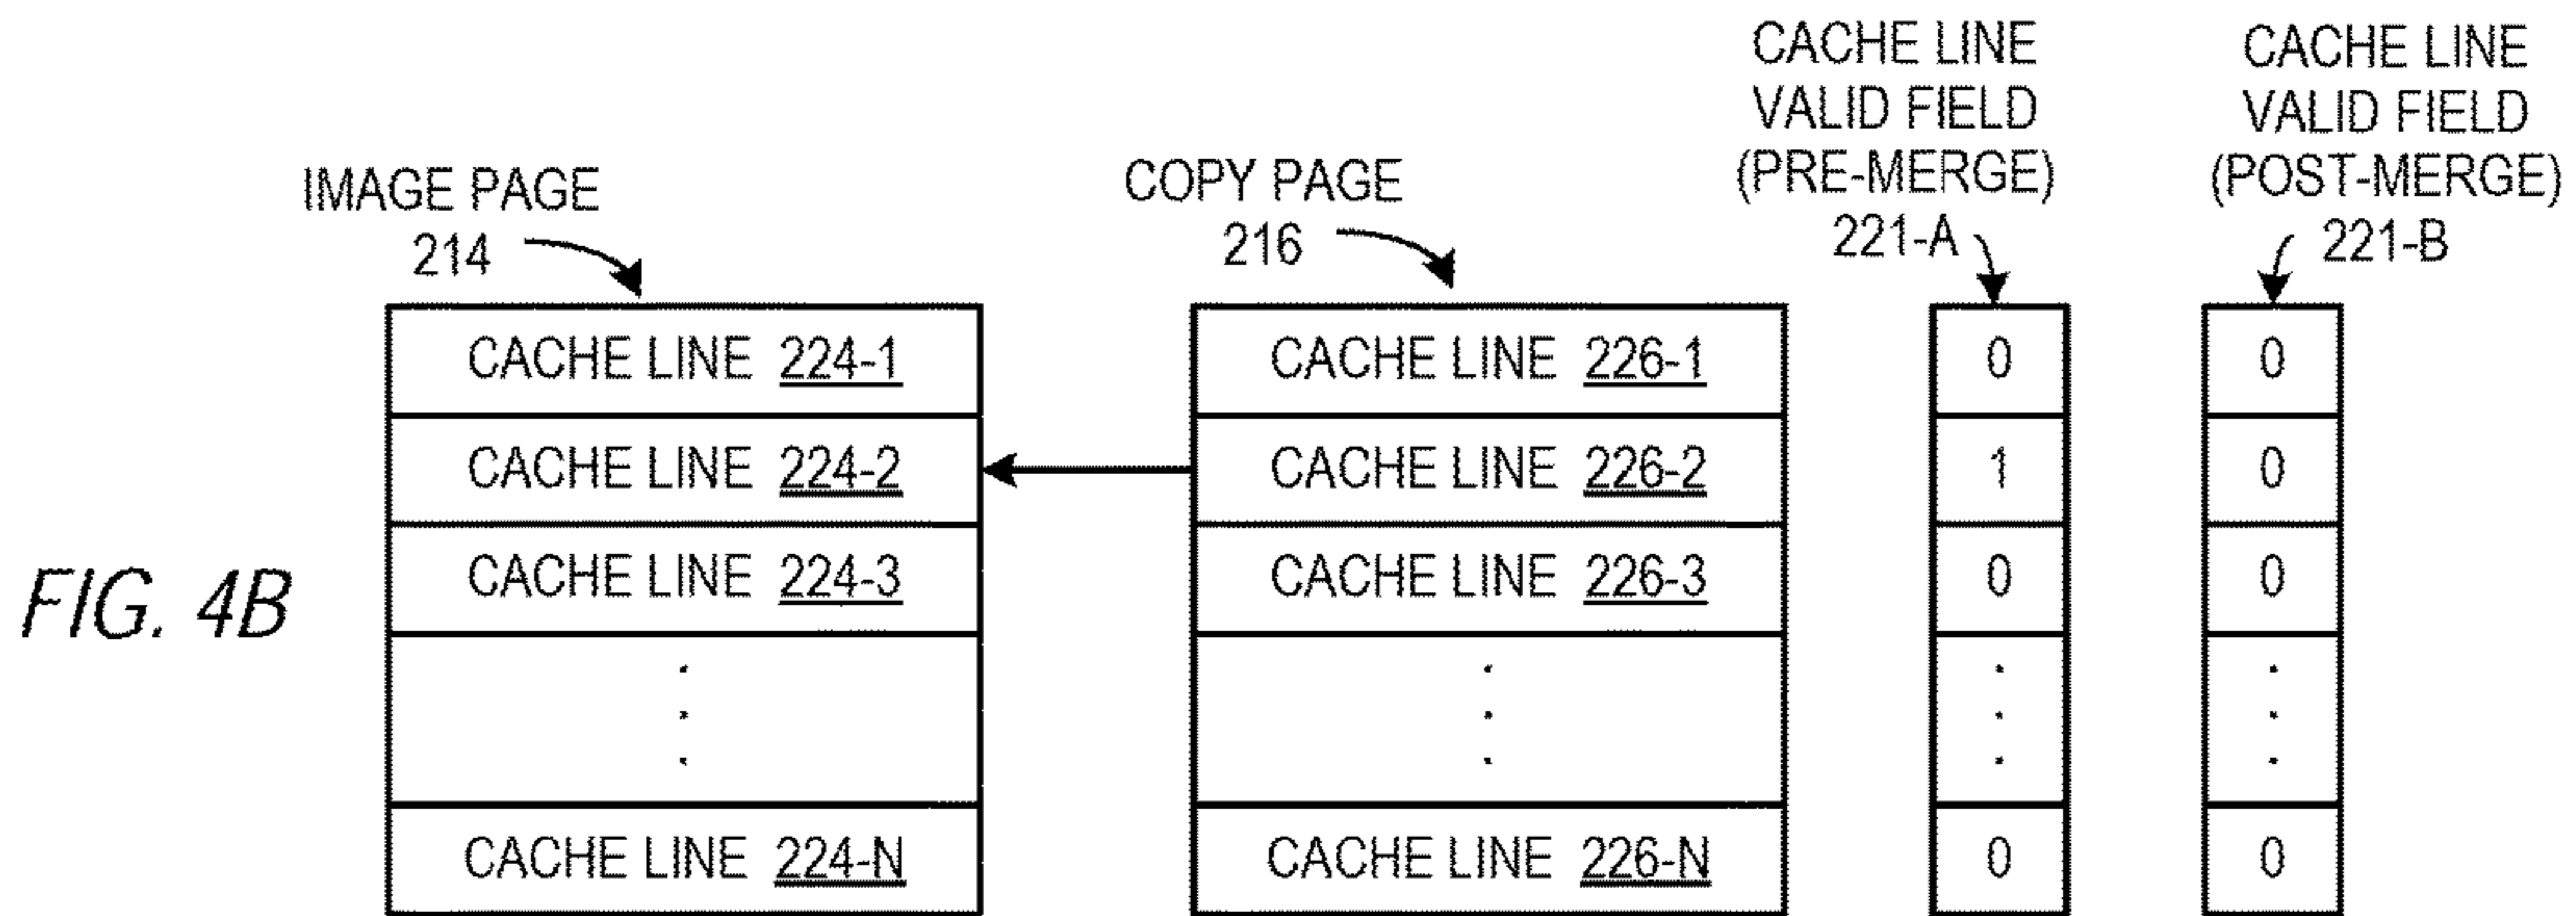 CACHE LINE
VALID FIELD
(PRE-MERGE)
221-A
CACHE LINE
VALID FIELD
(POST-MERGE)
221-B
IMAGE PAGE
214
COPY PAGE
216
CACHE LINE 224-1
CACHE LINE 226-1
0
0
CACHE LINE 224-2
CACHE LINE 226-2
1
0
CACHE LINE 224-3
CACHE LINE 226-3
0
0
CACHE LINE 224-N
CACHE LINE 226-N
0
0
FIG. 4B